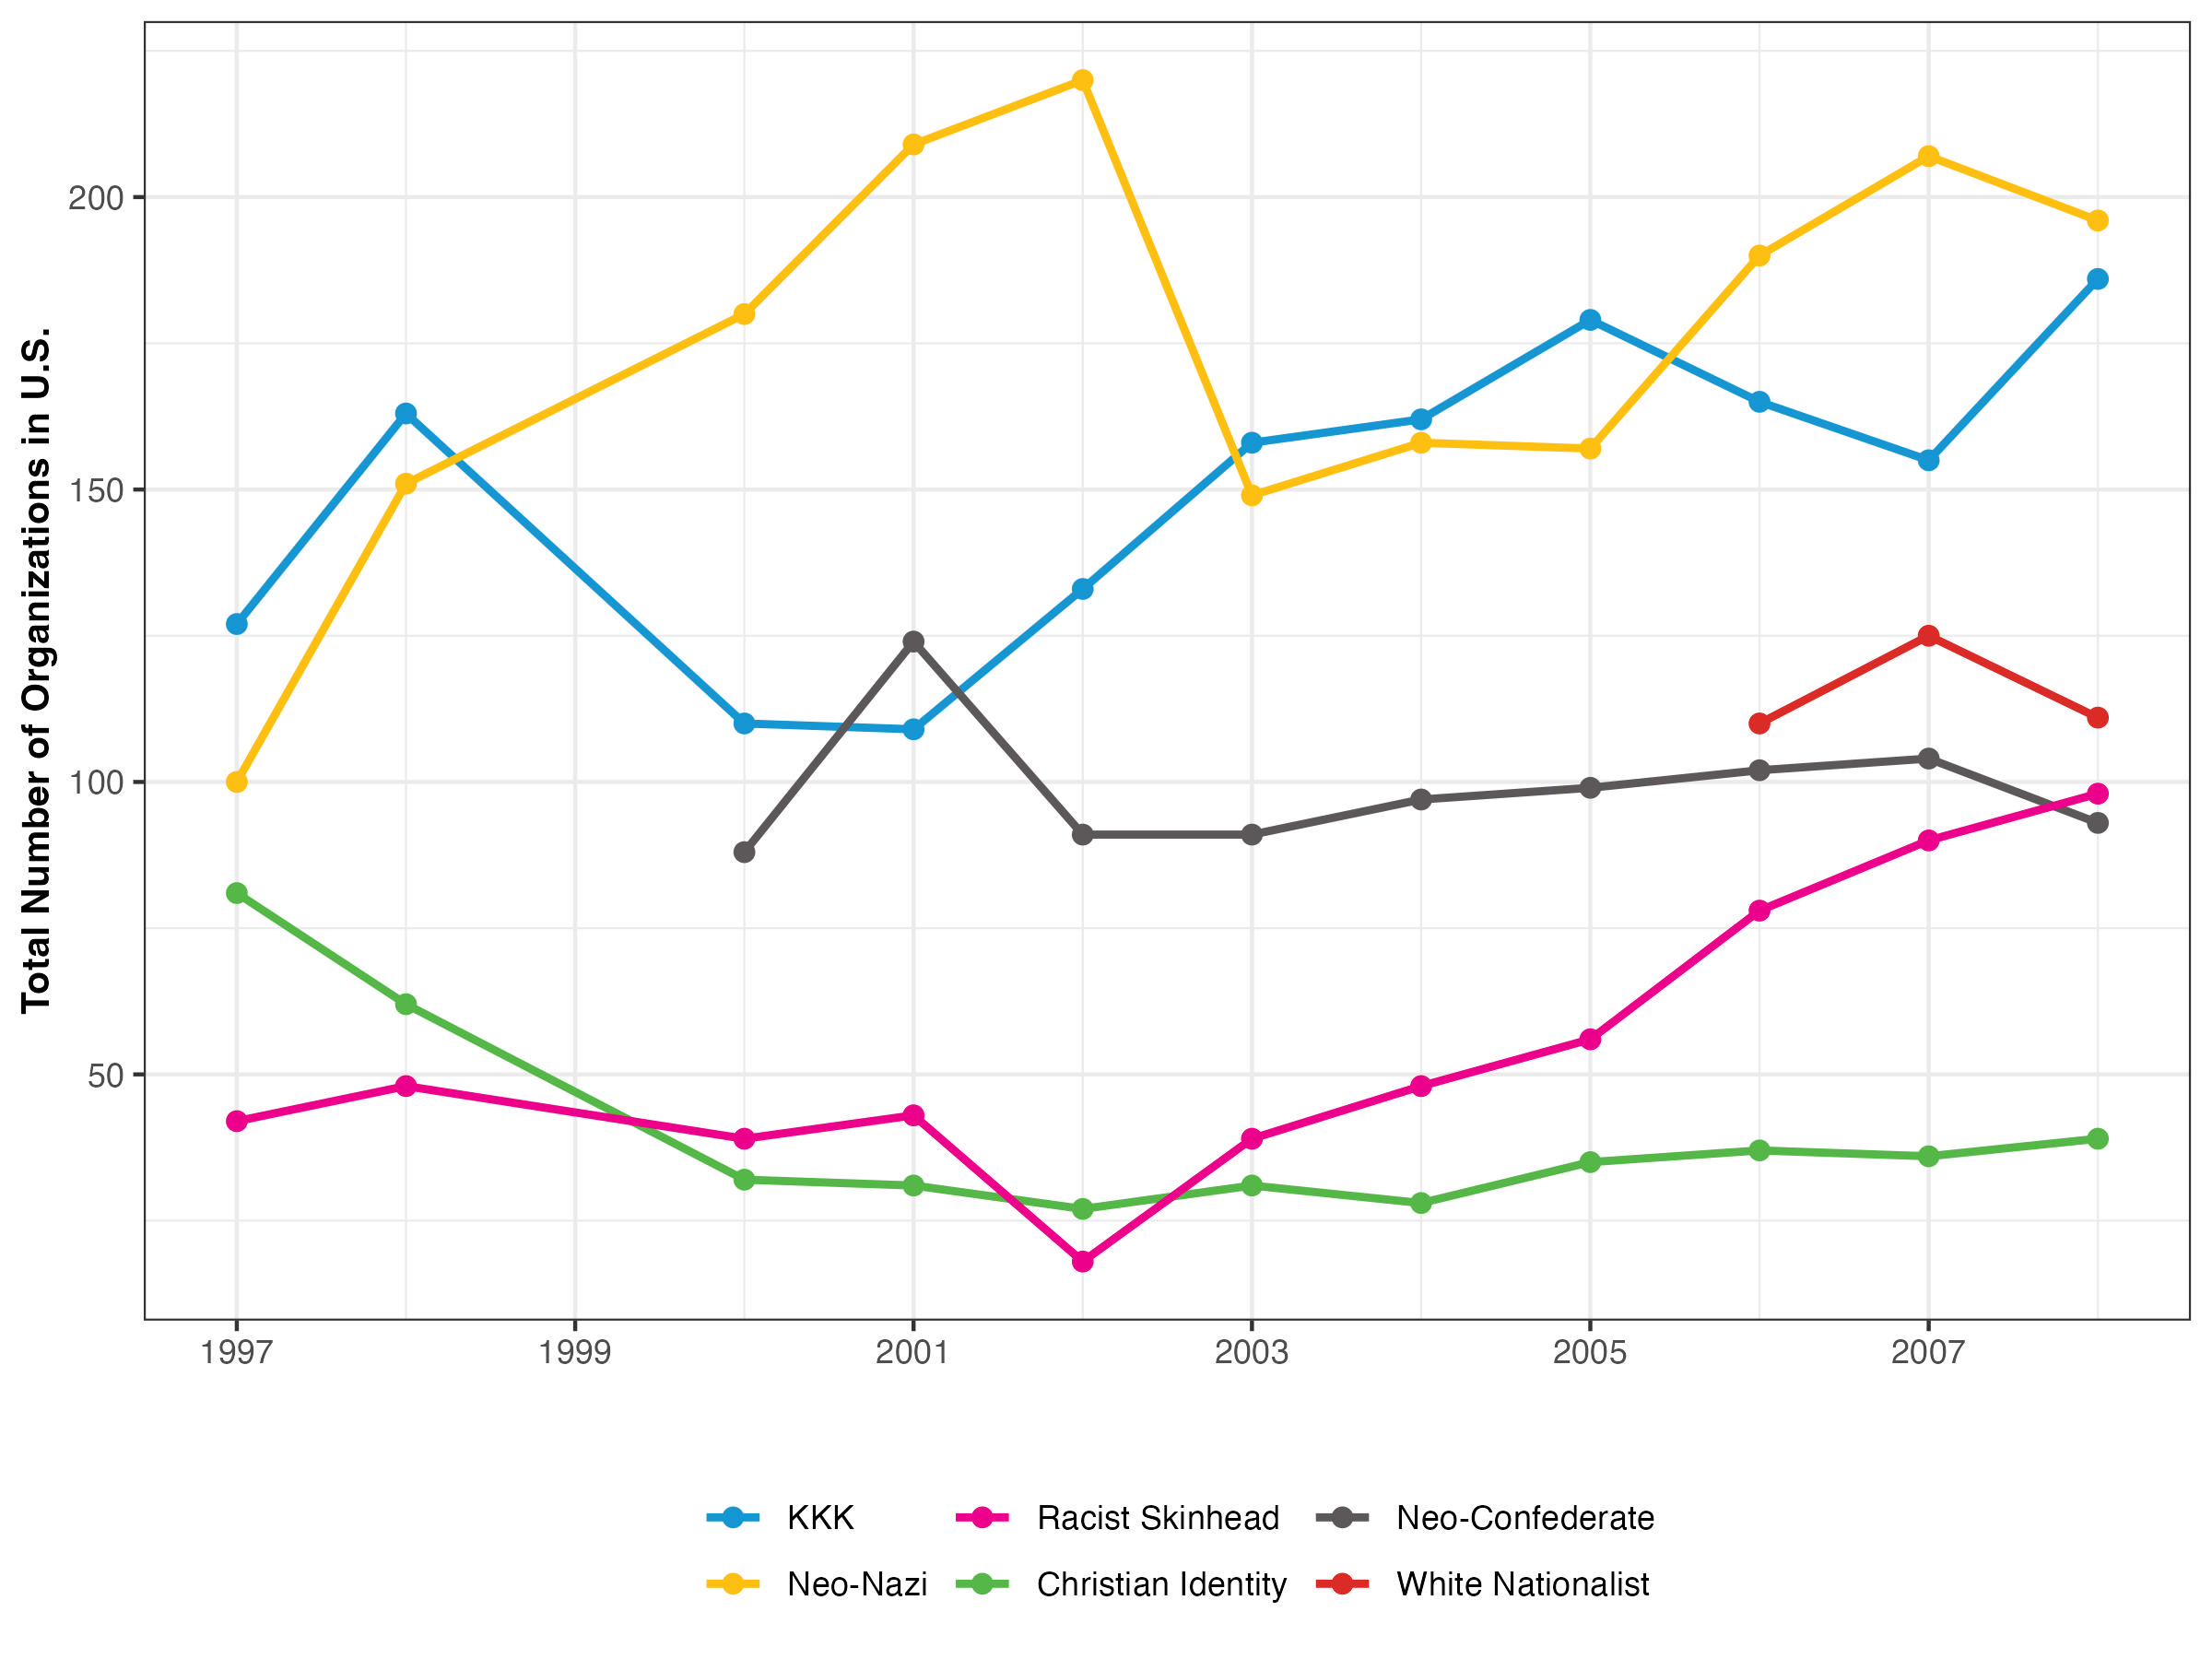 Total Number of Organizations in U.S.
200
150
100
50
1997 1999 2001 2003 2005 2007
KKK Racist Skinhead Neo-Confederate
Neo-Nazi Christian Identity White Nationalist